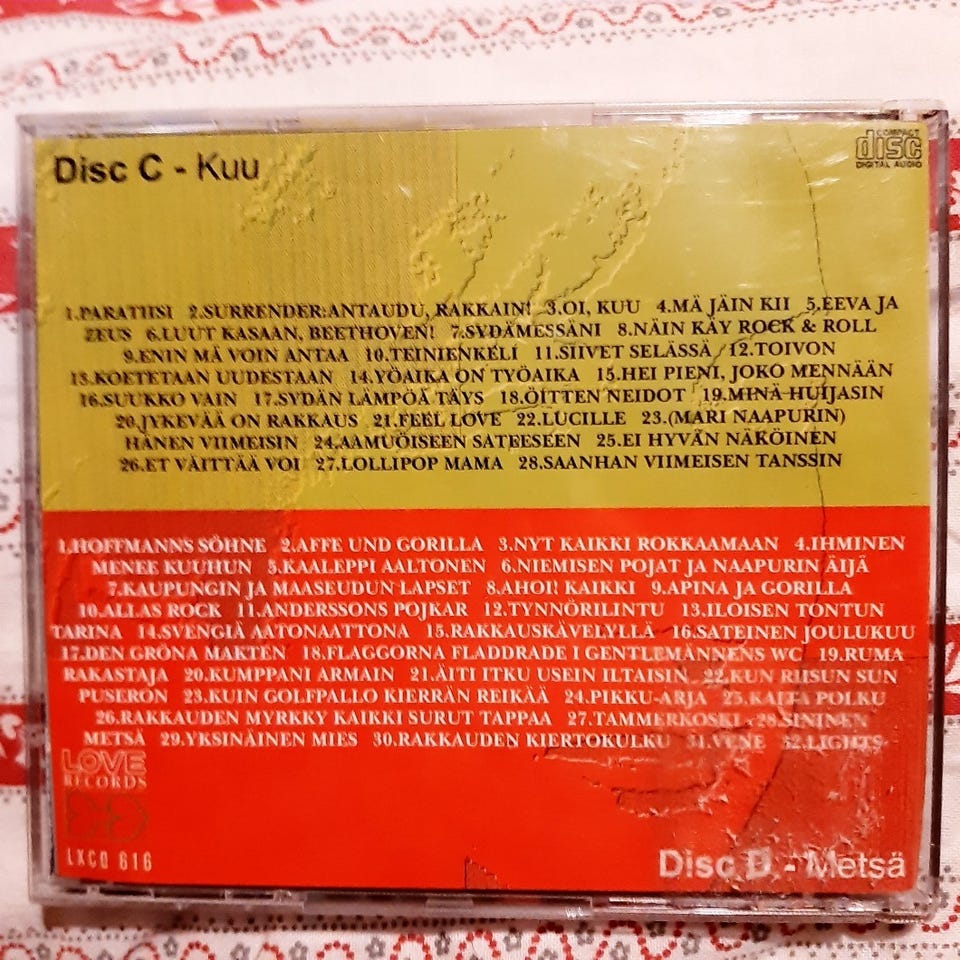 Disc C - Kuu
COMPACT
disc
DIGITAL AUDIO
1.PARATIISI 2.SURRENDER:ANTAUDU, RAKKAIN! 3.OI, KUU 4.MÄ JÄIN KII 5.EEVA JA
ZEUS 6.LUUT KASAAN, BEETHOVEN! 7.SYDÄMESSÄNI 8.NÄIN KÄY ROCK & ROLL
9.ENIN MÄ VOIN ANTAA 10.TEINIENKELI 11.SIIVET SELÄSSÄ 12.TOIVON
13.KOETETAAN UUDESTAAN 14.YÖAIKA ON TYÖAIKA 15.HEI PIENI, JOKO MENNÄÄN
16.SUUKKO VAIN 17.SYDÄN LÄMPÖÄ TÄYS 18.ÖITTEN NEIDOT 19.MINÄ HUIJASIN
20.JYKEVÄÄ ON RAKKAUS 21.FEEL LOVE 22.LUCILLE 23.(MARI NAAPURIN)
HÄNEN VIIMEISIN 24.AAMUÖISEEN SATEESEEN 25.EI HYVÄN NÄKÖINEN
26.ET VÄITTÄÄ VOI 27.LOLLIPOP MAMA 28.SAANHAN VIIMEISEN TANSSIN
1.HOFFMANNS SÖHNE 2.AFFE UND GORILLA 3.NYT KAIKKI ROKKAAMAAN 4.IHMINEN
MENEE KUUHUN 5.KAALEPPI AALTONEN 6.NIEMISEN POJAT JA NAAPURIN ÄIJÄ
7.KAUPUNGIN JA MAASEUDUN LAPSET 8.AHOI! KAIKKI 9.APINA JA GORILLA
10.ALLAS ROCK 11.ANDERSSONS POJKAR 12.TYNNÖRILINTU 13.ILOISEN TONTUN
TARINA 14.SVENGIÄ AATONAATTONA 15.RAKKAUSKÄVELYLLÄ 16.SATEINEN JOULUKUU
17.DEN GRÖNA MAKTEN 18.FLAGGORNA FLADDRADE I GENTLEMÄNNENS WC 19.RUMA
RAKASTAJA 20.KUMPPANI ARMAIN 21.ÄITI ITKU USEIN ILTAISIN 22.KUN RIISUN SUN
PUSERON 23.KUIN GOLFPALLO KIERRÄN REIKÄÄ 24.PIKKU-ARJA 25.KAITA POLKU
26.RAKKAUDEN MYRKKY KAIKKI SURUT TAPPAA 27.TAMMERKOSKI 28.SININEN
METSÄ 29.YKSINÄINEN MIES 30.RAKKAUDEN KIERTOKULKU 31.VENE 32.LIGHTS
LOVE
RECORDS
LXCD 616
Disc D - Metsä